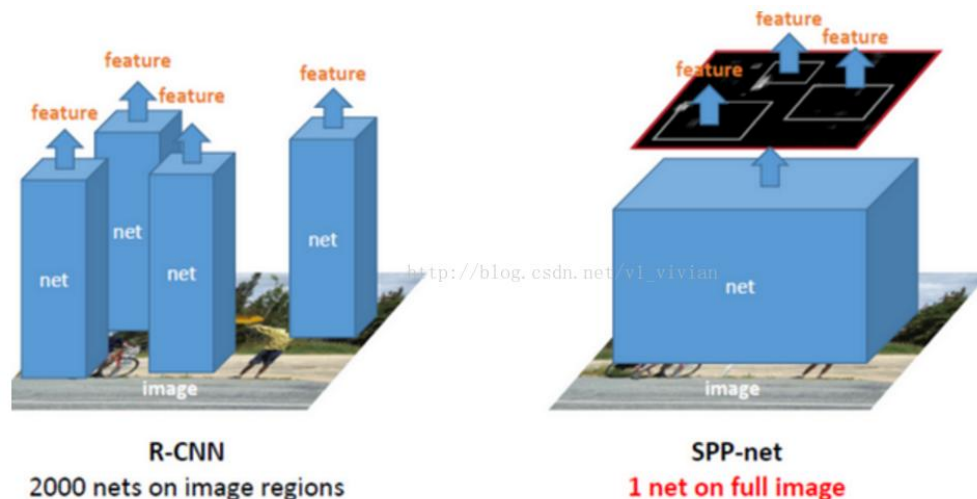 feature
feature
feature
feature
net
net
net
net
image
R-CNN
2000 nets on image regions
feature
feature
feature
net
image
SPP-net
1 net on full image
http://blog.csdn.net/vl_vivian